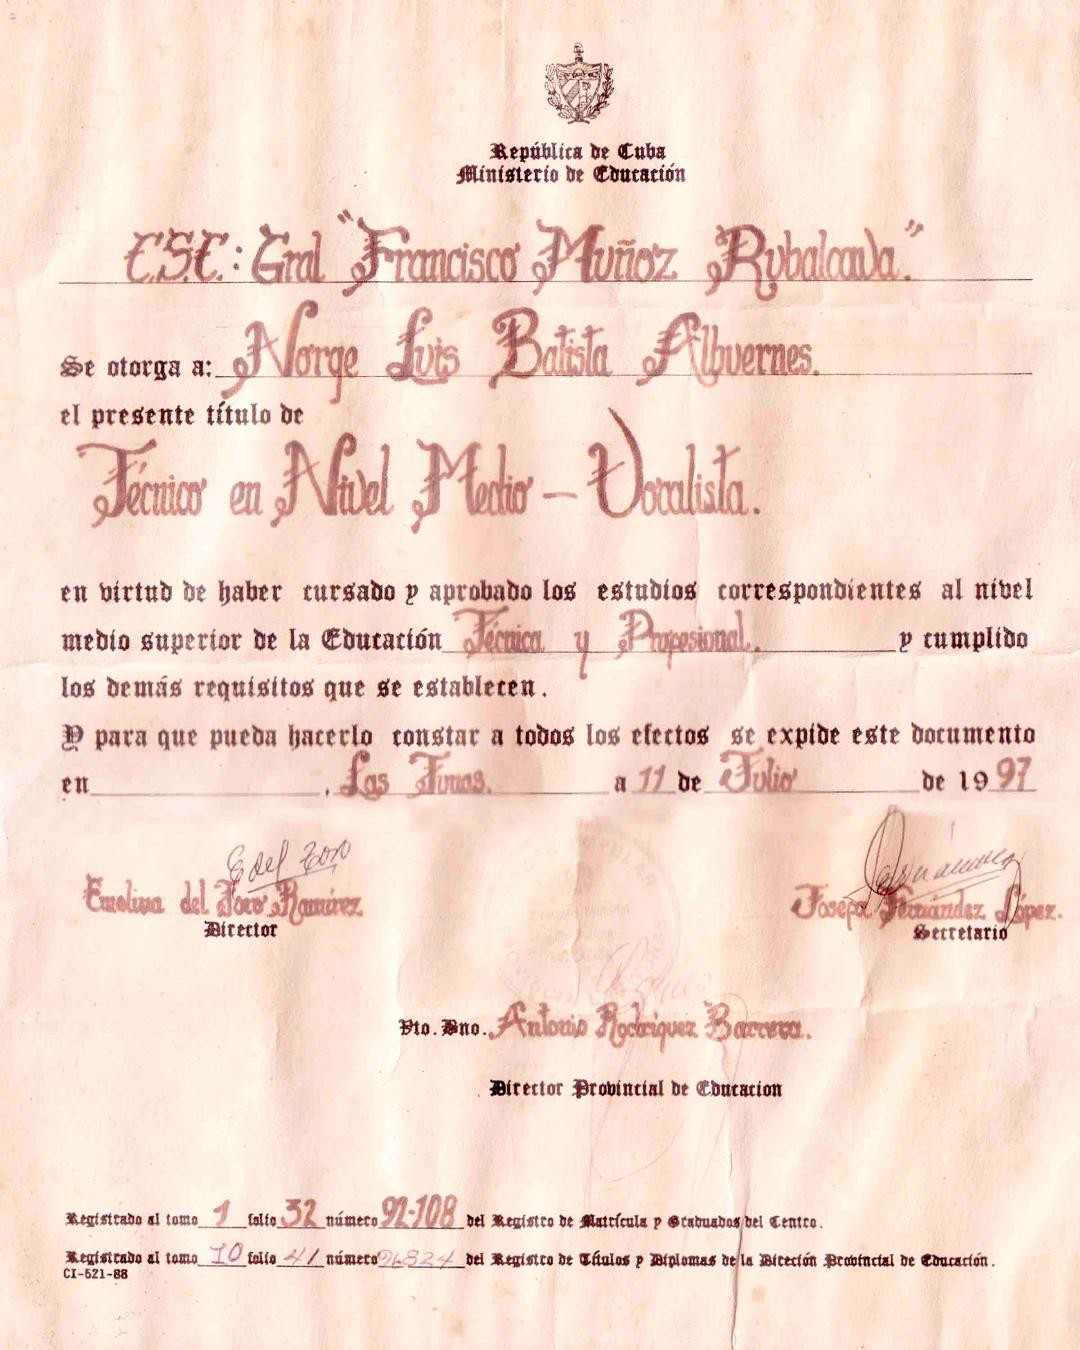 República de Cuba
Ministerio de Educación
E.S.E.: Gral "Francisco Muñoz Rubalcava."
Se otorga a: Norge Luis Batista Albuernes.
el presente título de
Técnico en Nivel Medio – Vocalista.
en virtud de haber cursado y aprobado los estudios correspondientes al nivel
medio superior de la Educación Técnica y Profesional. y cumplido
los demás requisitos que se establecen.
Y para que pueda hacerlo constar a todos los efectos se expide este documento
en , Las Tunas. a 11 de Julio de 1997
E del Toro
Emelina del Toro Ramírez
Director
Josefa Fernández López.
Secretario
Vto. Bno. Antonio Rodríguez Barrera.
Director Provincial de Educacion
Registrado al tomo 1 folio 32 número 92-108 del Registro de Matrícula y Graduados del Centro.
Registrado al tomo 10 folio 41 número 96824 del Registro de Títulos y Diplomas de la Dirección Provincial de Educación.
CI-521-88